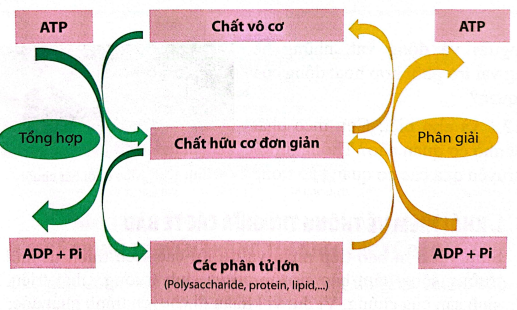 ATP
Chất vô cơ
ATP
Tổng hợp
Chất hữu cơ đơn giản
Phân giải
ADP + Pi
Các phân tử lớn
(Polysaccharide, protein, lipid,...)
ADP + Pi